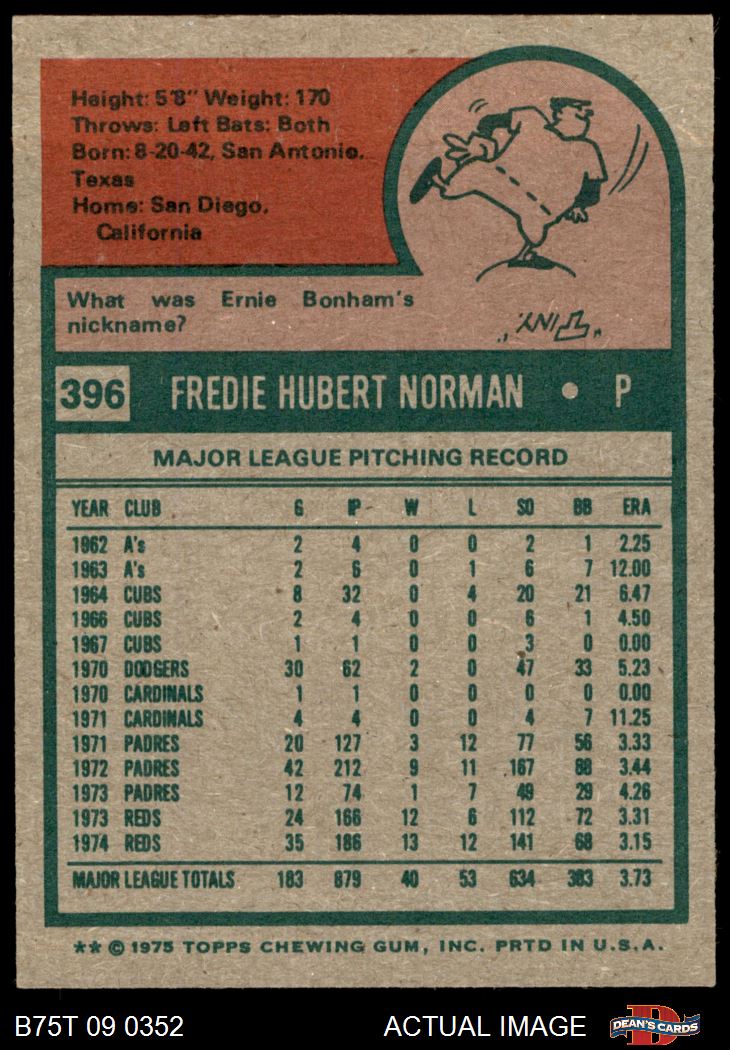 Height: 5'8" Weight: 170
Throws: Left Bats: Both
Born: 8-20-42, San Antonio,
Texas
Home: San Diego,
California
What was Ernie Bonham's
nickname?
"TINY."
396 FREDIE HUBERT NORMAN • P
MAJOR LEAGUE PITCHING RECORD
YEAR CLUB G IP W L SO BB ERA
1962 A's 2 4 0 0 2 1 2.25
1963 A's 2 6 0 1 6 7 12.00
1964 CUBS 8 32 0 4 20 21 6.47
1966 CUBS 2 4 0 0 6 1 4.50
1967 CUBS 1 1 0 0 3 0 0.00
1970 DODGERS 30 62 2 0 47 33 5.23
1970 CARDINALS 1 1 0 0 0 0 0.00
1971 CARDINALS 4 4 0 0 4 7 11.25
1971 PADRES 20 127 3 12 77 56 3.33
1972 PADRES 42 212 9 11 167 88 3.44
1973 PADRES 12 74 1 7 49 29 4.26
1973 REDS 24 166 12 6 112 72 3.31
1974 REDS 35 186 13 12 141 68 3.15
MAJOR LEAGUE TOTALS 183 879 40 53 634 383 3.73
** © 1975 TOPPS CHEWING GUM, INC. PRTD IN U.S.A.
B75T 09 0352 ACTUAL IMAGE D DEAN'S CARDS